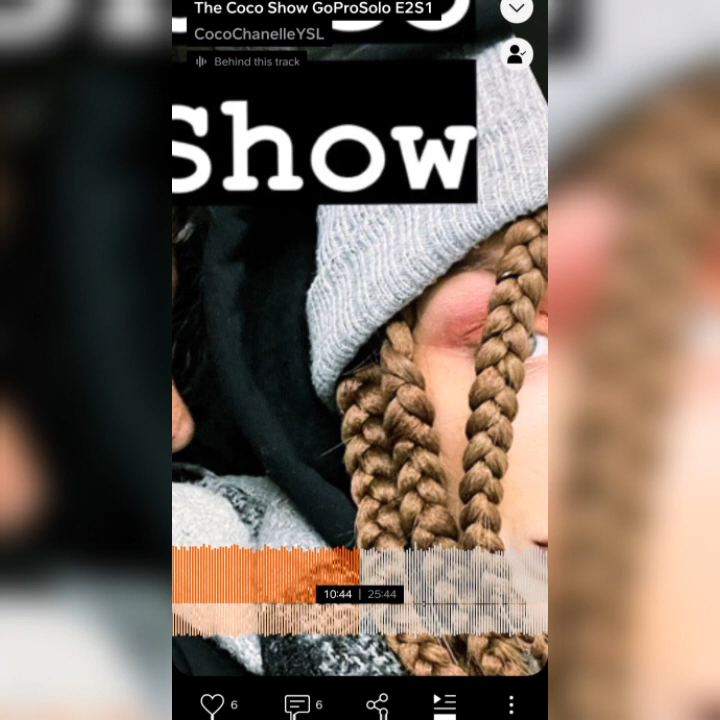 The Coco Show GoProSolo E2S1
CocoChanelleYSL
Behind this track
Show
10:44 | 25:44
6
6